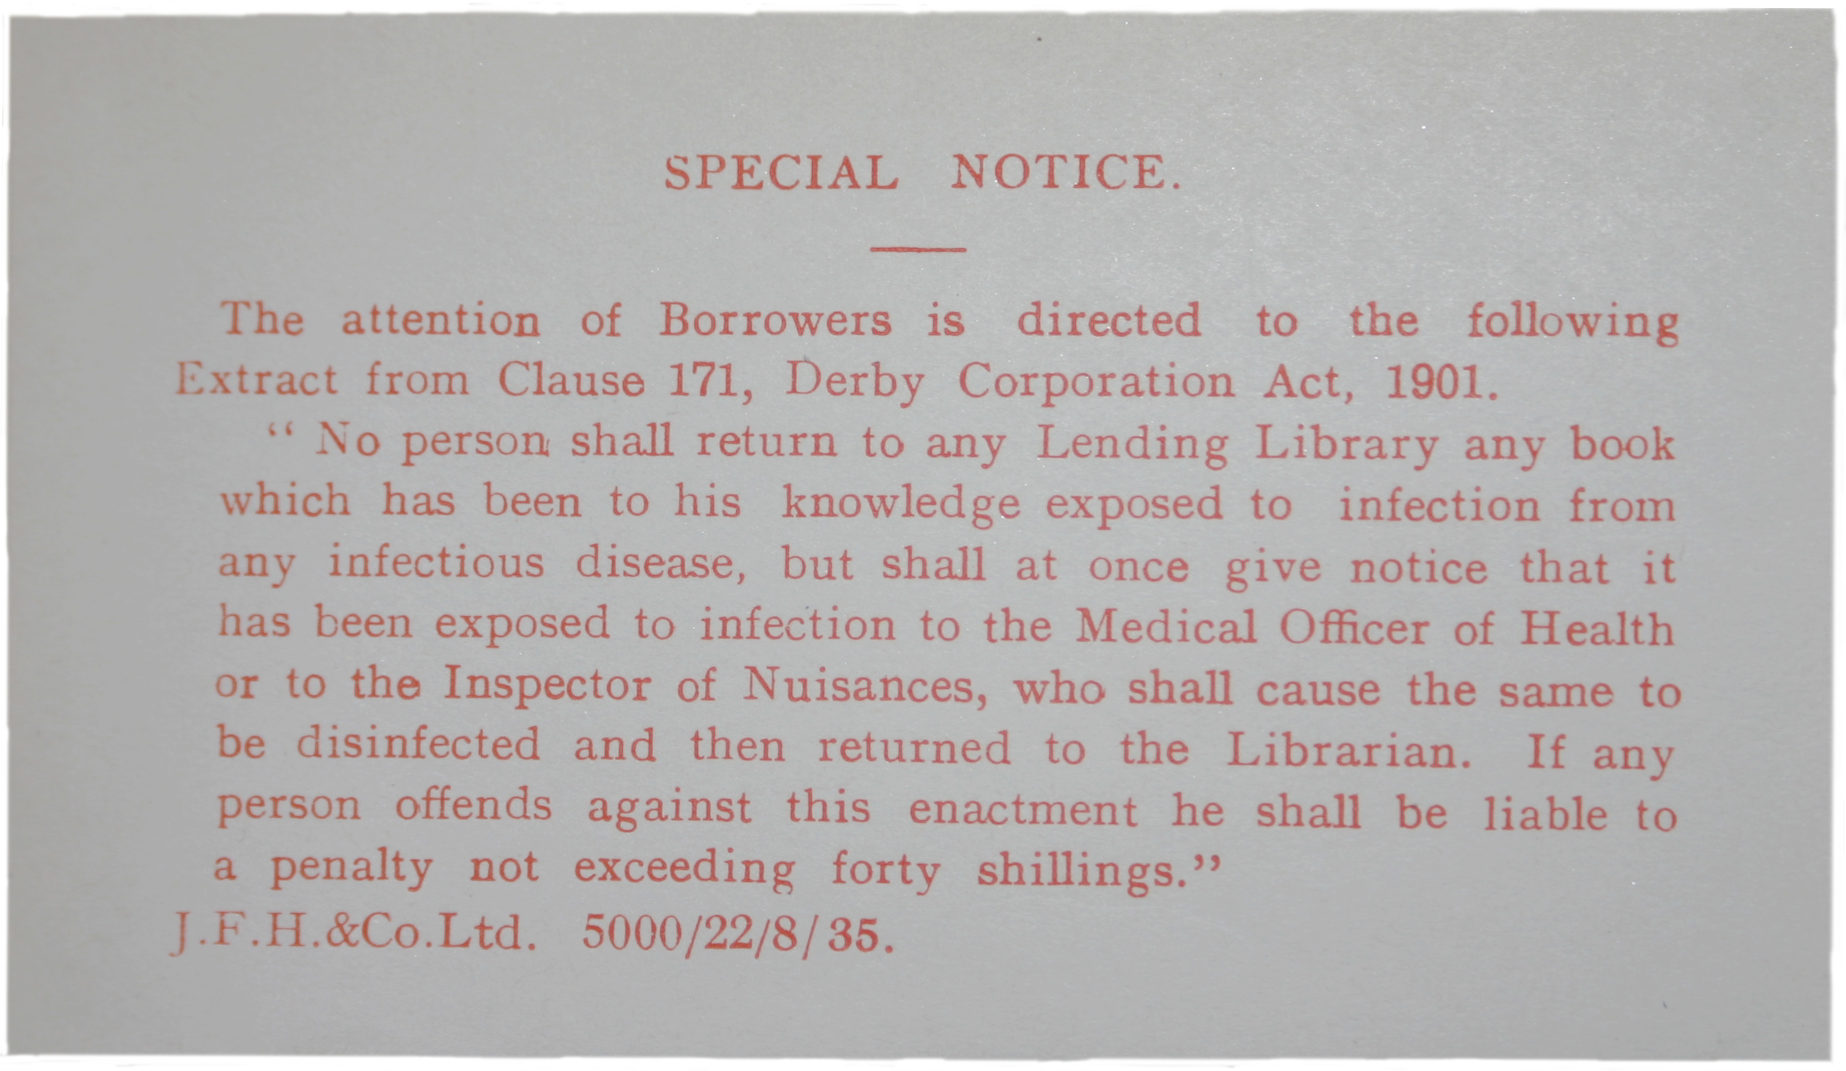 SPECIAL NOTICE.
The attention of Borrowers is directed to the following
Extract from Clause 171, Derby Corporation Act, 1901.
“ No person shall return to any Lending Library any book
which has been to his knowledge exposed to infection from
any infectious disease, but shall at once give notice that it
has been exposed to infection to the Medical Officer of Health
or to the Inspector of Nuisances, who shall cause the same to
be disinfected and then returned to the Librarian. If any
person offends against this enactment he shall be liable to
a penalty not exceeding forty shillings.”
J.F.H.&Co.Ltd. 5000/22/8/35.